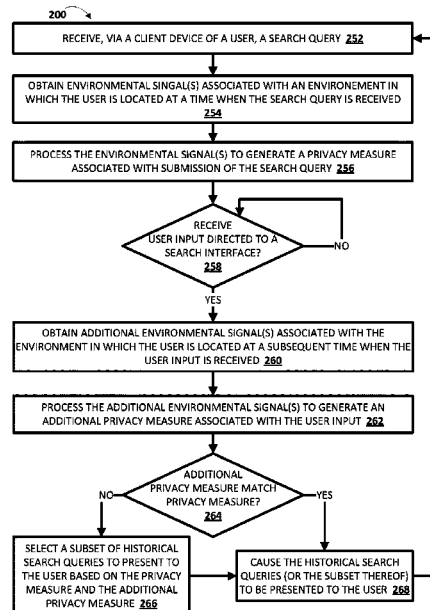 200
RECEIVE, VIA A CLIENT DEVICE OF A USER, A SEARCH QUERY 252
OBTAIN ENVIRONMENTAL SINGAL(S) ASSOCIATED WITH AN ENVIRONEMENT IN
WHICH THE USER IS LOCATED AT A TIME WHEN THE SEARCH QUERY IS RECEIVED
254
PROCESS THE ENVIRONMENTAL SIGNAL(S) TO GENERATE A PRIVACY MEASURE
ASSOCIATED WITH SUBMISSION OF THE SEARCH QUERY 256
RECEIVE
USER INPUT DIRECTED TO A
SEARCH INTERFACE?
258
NO
YES
OBTAIN ADDITIONAL ENVIRONMENTAL SIGNAL(S) ASSOCIATED WITH THE
ENVIRONMENT IN WHICH THE USER IS LOCATED AT A SUBSEQUENT TIME WHEN THE
USER INPUT IS RECEIVED 260
PROCESS THE ADDITIONAL ENVIRONMENTAL SIGNAL(S) TO GENERATE AN
ADDITIONAL PRIVACY MEASURE ASSOCIATED WITH THE USER INPUT 262
ADDITIONAL
PRIVACY MEASURE MATCH
PRIVACY MEASURE?
264
NO
YES
SELECT A SUBSET OF HISTORICAL
SEARCH QUERIES TO PRESENT TO
THE USER BASED ON THE PRIVACY
MEASURE AND THE ADDITIONAL
PRIVACY MEASURE 266
CAUSE THE HISTORICAL SEARCH
QUERIES (OR THE SUBSET THEREOF)
TO BE PRESENTED TO THE USER 268